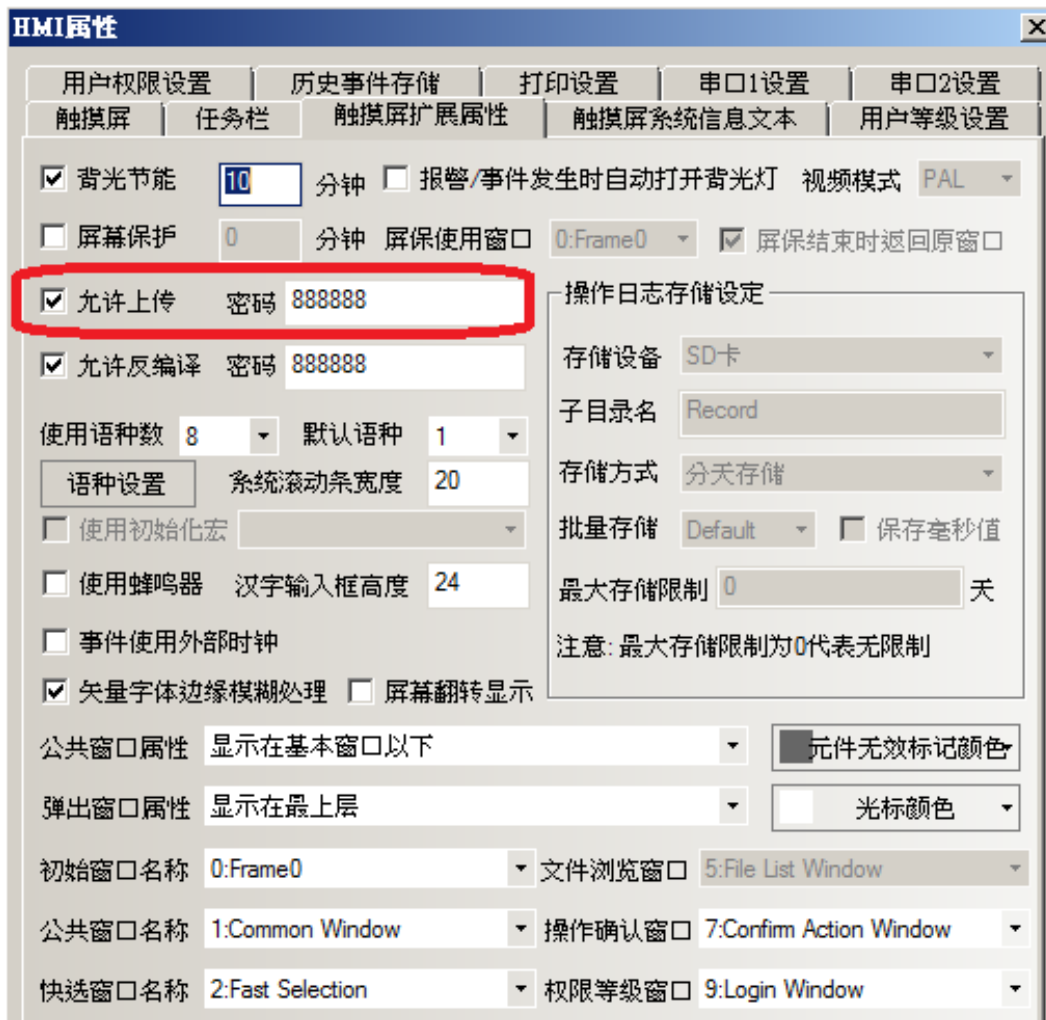 HMI属性
用户权限设置 历史事件存储 打印设置 串口1设置 串口2设置
触摸屏 任务栏 触摸屏扩展属性 触摸屏系统信息文本 用户等级设置
背光节能 10 分钟 报警/事件发生时自动打开背光灯 视频模式 PAL
屏幕保护 0 分钟 屏保使用窗口 0:Frame0 屏保结束时返回原窗口
允许上传 密码 888888
操作日志存储设定
允许反编译 密码 888888
存储设备 SD卡
子目录名 Record
使用语种数 8 默认语种 1
语种设置 系统滚动条宽度 20
存储方式 分天存储
使用初始化宏
批量存储 Default 保存毫秒值
使用蜂鸣器 汉字输入框高度 24
最大存储限制 0 天
事件使用外部时钟
注意: 最大存储限制为0代表无限制
矢量字体边缘模糊处理 屏幕翻转显示
公共窗口属性 显示在基本窗口以下 元件无效标记颜色
弹出窗口属性 显示在最上层 光标颜色
初始窗口名称 0:Frame0 文件浏览窗口 5:File List Window
公共窗口名称 1:Common Window 操作确认窗口 7:Confirm Action Window
快选窗口名称 2:Fast Selection 权限等级窗口 9:Login Window